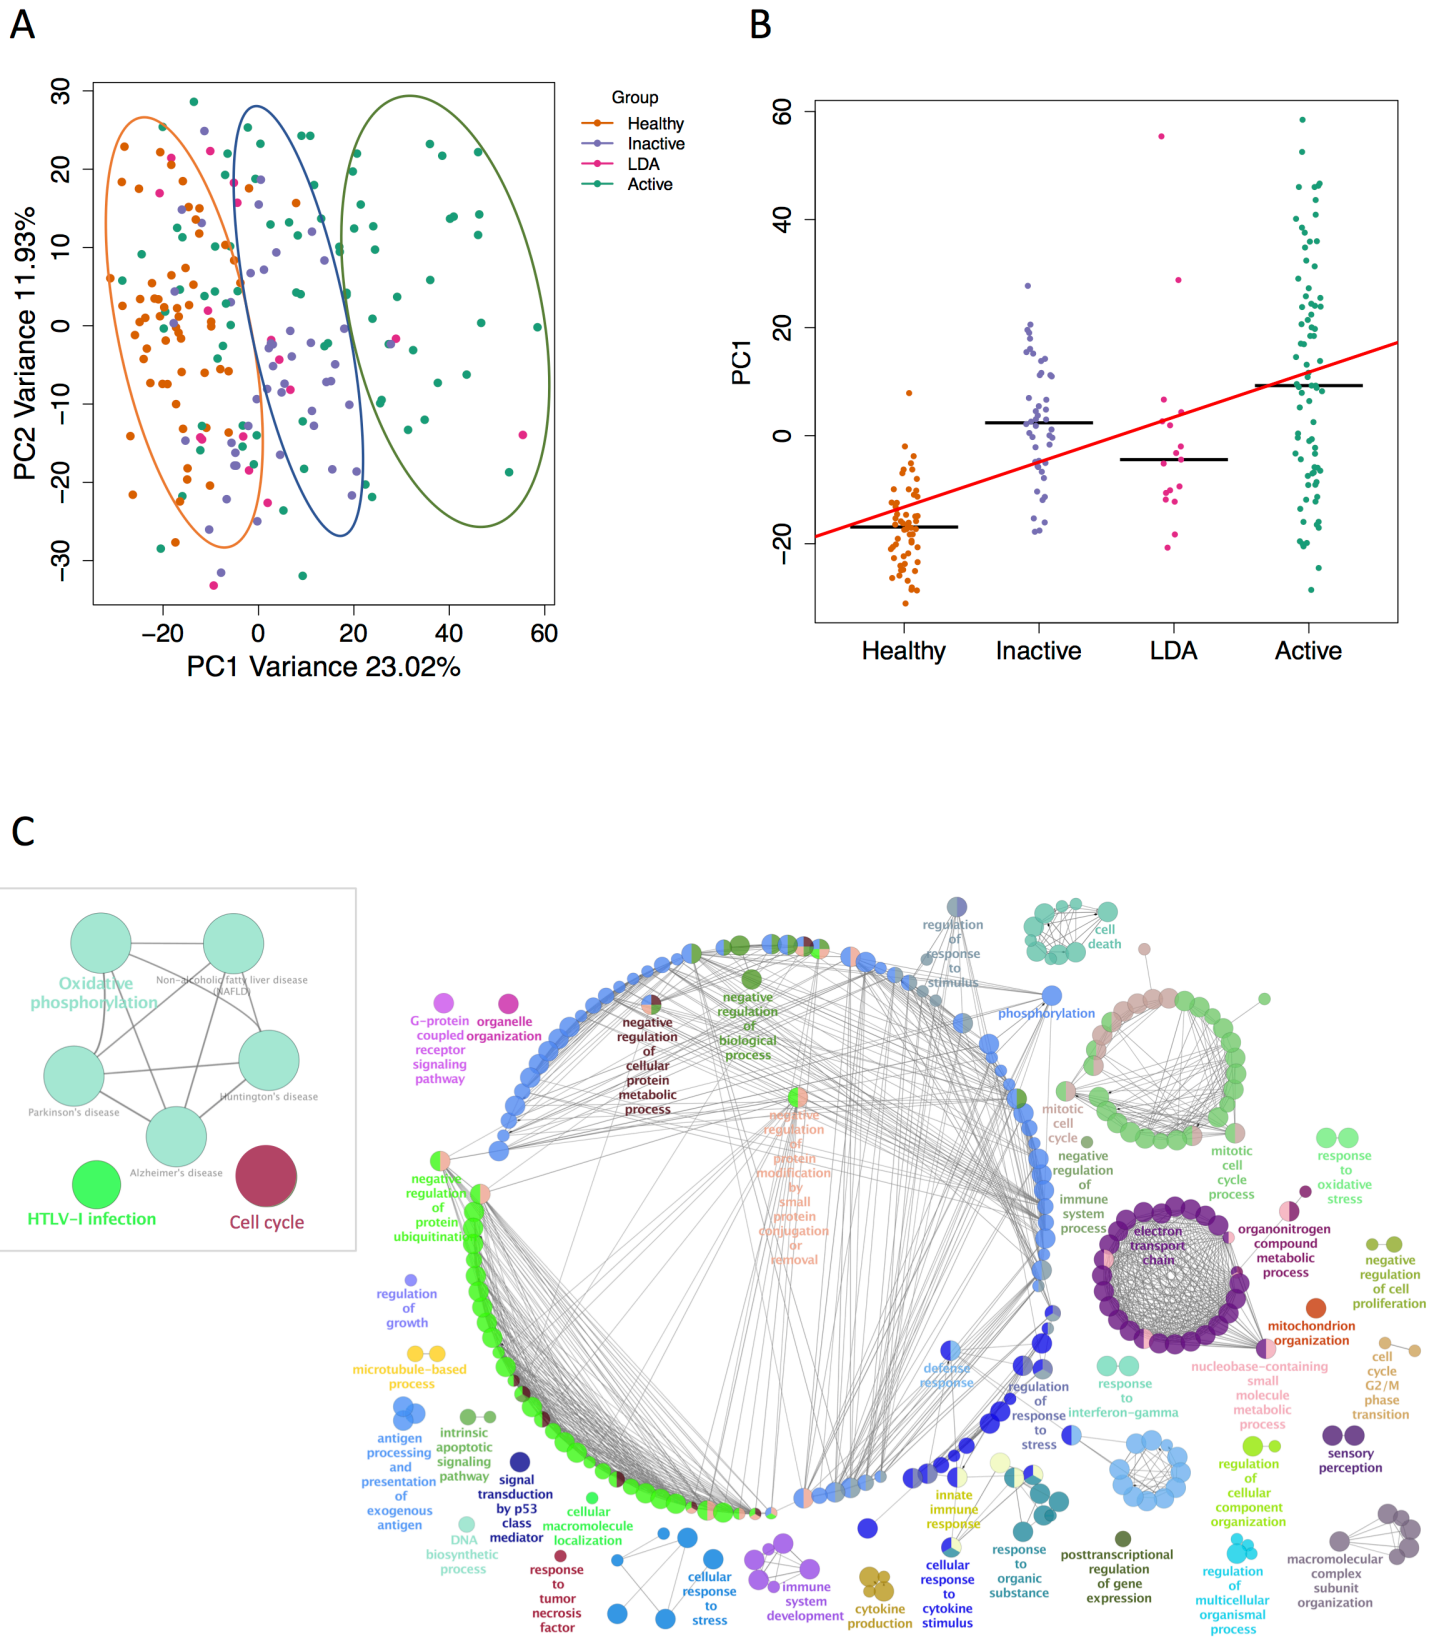 A
B
30
20
10
0
−10
−20
−30
PC2 Variance 11.93%
−20
0
20
40
60
PC1 Variance 23.02%
Group
Healthy
Inactive
LDA
Active
60
40
20
0
−20
PC1
Healthy
Inactive
LDA
Active
C
Oxidative
phosphorylation
Non-alcoholic fatty liver disease
(NAFLD)
Parkinson's disease
Huntington's disease
Alzheimer's disease
HTLV-I infection
Cell cycle
G-protein
coupled
receptor
signaling
pathway
organelle
organization
negative
regulation
of
cellular
protein
metabolic
process
negative
regulation
of
biological
process
regulation
of
response
to
stimulus
cell
death
phosphorylation
negative
regulation
of
protein
modification
by
small
protein
conjugation
or
removal
mitotic
cell
cycle
negative
regulation
of
immune
system
process
mitotic
cell
cycle
process
response
to
oxidative
stress
negative
regulation
of
protein
ubiquitinati
electron
transport
chain
organonitrogen
compound
metabolic
process
negative
regulation
of cell
proliferation
regulation
of
growth
mitochondrion
organization
microtubule-based
process
defense
response
regulation
of
response
to
stress
response
to
interferon-gamma
nucleobase-containing
small
molecule
metabolic
process
cell
cycle
G2/M
phase
transition
antigen
processing
and
presentation
of
exogenous
antigen
intrinsic
apoptotic
signaling
pathway
signal
transduction
by p53
class
mediator
cellular
macromolecule
localization
innate
immune
response
regulation
of
cellular
component
organization
sensory
perception
DNA
biosynthetic
process
response
to
tumor
necrosis
factor
cellular
response
to
stress
immune
system
development
cytokine
production
cellular
response
to
cytokine
stimulus
response
to
organic
substance
posttranscriptional
regulation
of gene
expression
regulation
of
multicellular
organismal
process
macromolecular
complex
subunit
organization